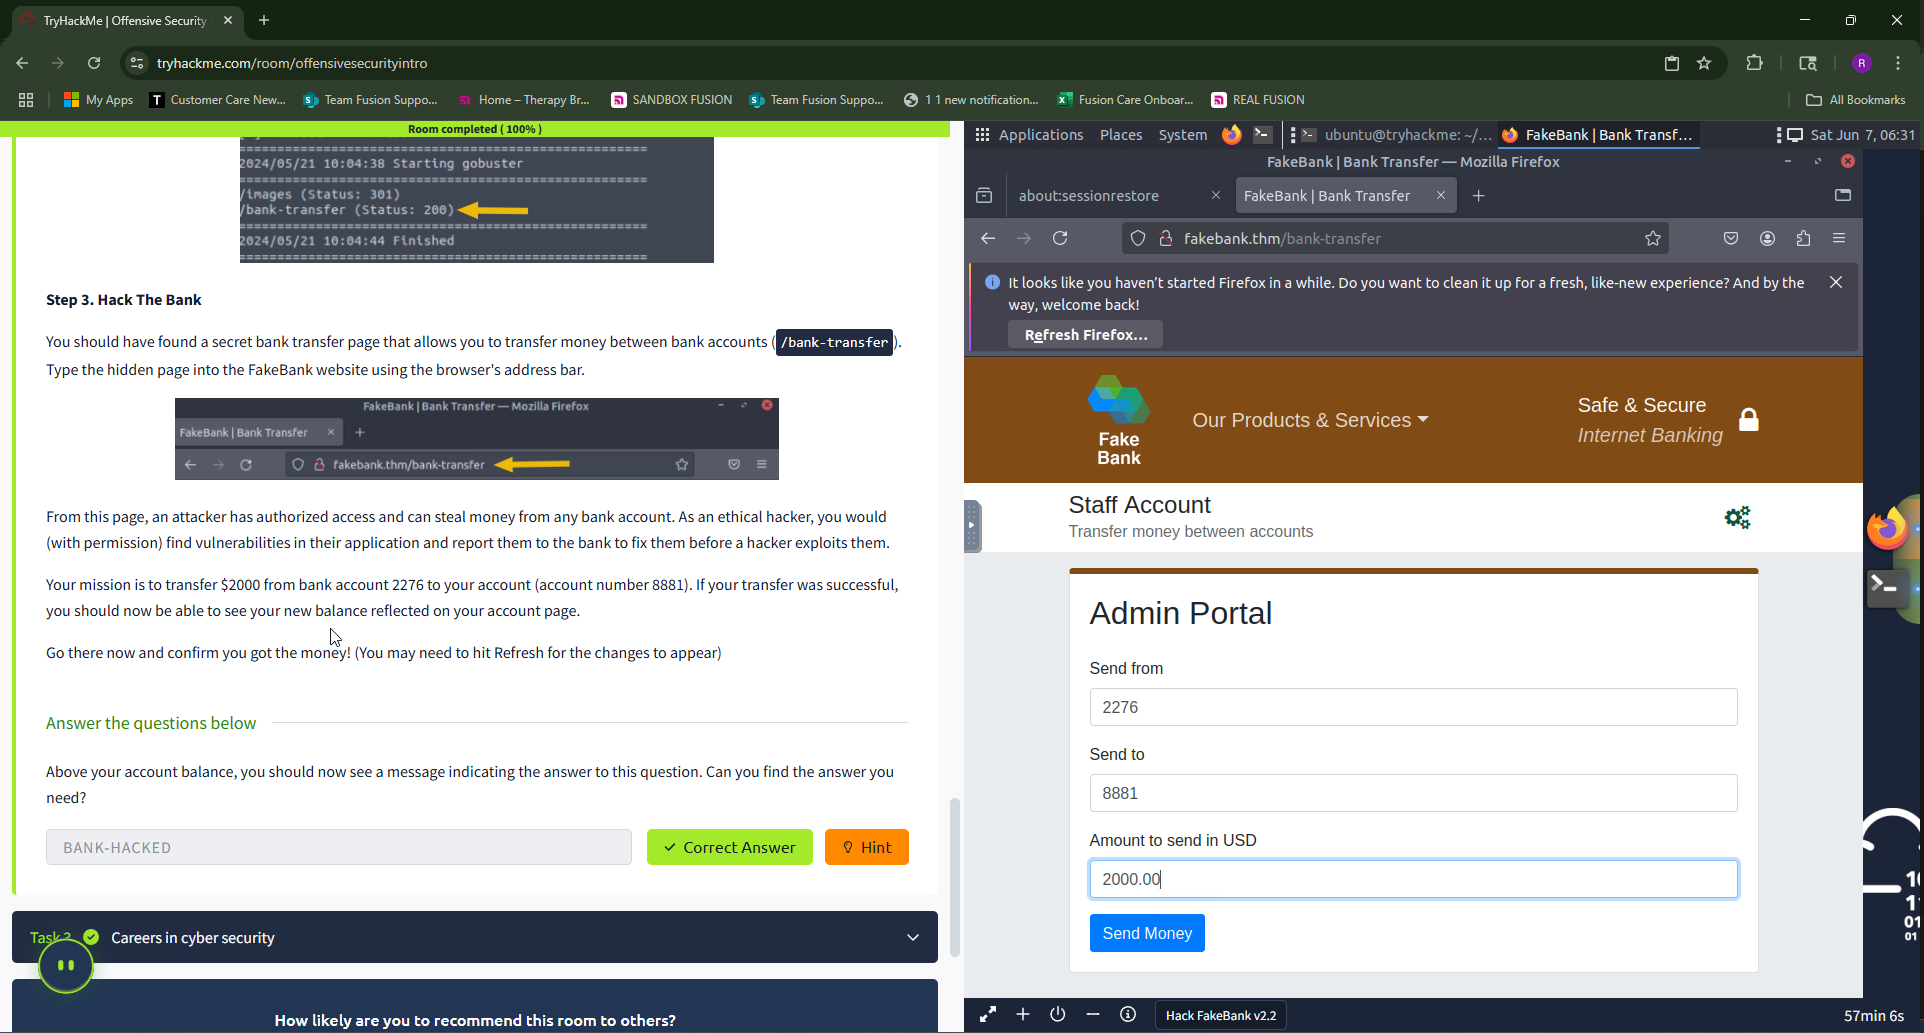 TryHackMe | Offensive Security
tryhackme.com/room/offensivesecurityintro
R
My Apps
Customer Care New...
Team Fusion Suppo...
Home – Therapy Br...
SANDBOX FUSION
Team Fusion Suppo...
1 1 new notification...
Fusion Care Onboar...
REAL FUSION
All Bookmarks
Room completed ( 100% )
2024/05/21 10:04:38 Starting gobuster
/images (Status: 301)
/bank-transfer (Status: 200)
2024/05/21 10:04:44 Finished
Step 3. Hack The Bank
You should have found a secret bank transfer page that allows you to transfer money between bank accounts ( /bank-transfer ).
Type the hidden page into the FakeBank website using the browser's address bar.
FakeBank | Bank Transfer — Mozilla Firefox
FakeBank | Bank Transfer
fakebank.thm/bank-transfer
From this page, an attacker has authorized access and can steal money from any bank account. As an ethical hacker, you would
(with permission) find vulnerabilities in their application and report them to the bank to fix them before a hacker exploits them.
Your mission is to transfer $2000 from bank account 2276 to your account (account number 8881). If your transfer was successful,
you should now be able to see your new balance reflected on your account page.
Go there now and confirm you got the money! (You may need to hit Refresh for the changes to appear)
Answer the questions below
Above your account balance, you should now see a message indicating the answer to this question. Can you find the answer you
need?
BANK-HACKED
Correct Answer
Hint
Task 3
Careers in cyber security
How likely are you to recommend this room to others?
Applications Places System
ubuntu@tryhackme: ~/...
FakeBank | Bank Transf...
Sat Jun 7, 06:31
FakeBank | Bank Transfer — Mozilla Firefox
about:sessionrestore
FakeBank | Bank Transfer
fakebank.thm/bank-transfer
It looks like you haven't started Firefox in a while. Do you want to clean it up for a fresh, like-new experience? And by the
way, welcome back!
Refresh Firefox...
Fake
Bank
Our Products & Services
Safe & Secure
Internet Banking
Staff Account
Transfer money between accounts
Admin Portal
Send from
2276
Send to
8881
Amount to send in USD
2000.00
Send Money
Hack FakeBank v2.2
57min 6s